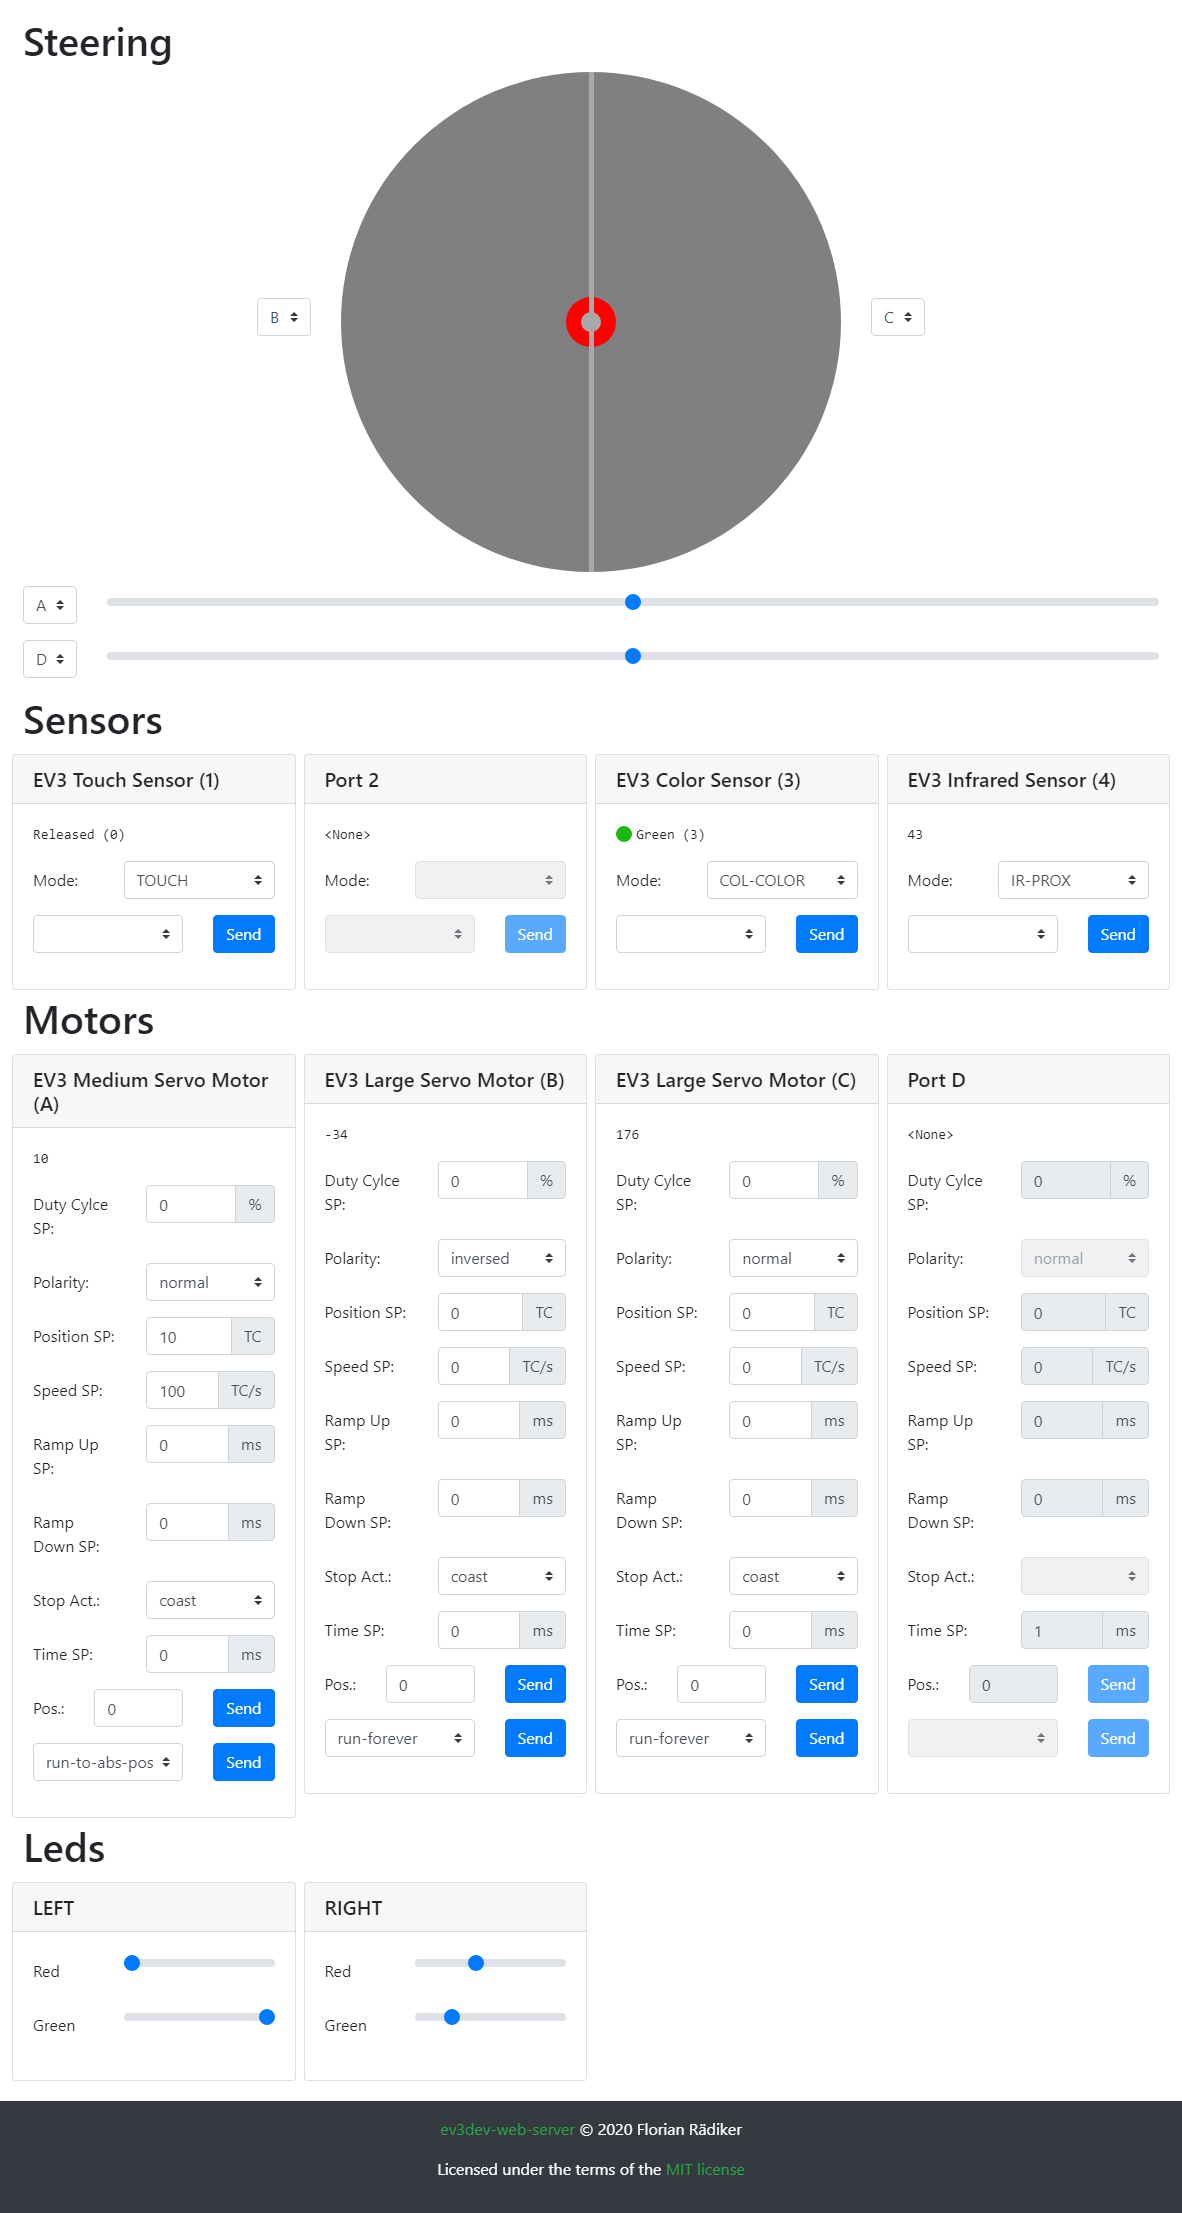 Steering
B
C
A
D
Sensors
EV3 Touch Sensor (1)
Released (0)
Mode:
TOUCH
Send
Port 2
<None>
Mode:
Send
EV3 Color Sensor (3)
Green (3)
Mode:
COL-COLOR
Send
EV3 Infrared Sensor (4)
43
Mode:
IR-PROX
Send
Motors
EV3 Medium Servo Motor
(A)
10
Duty Cylce
SP:
0
%
Polarity:
normal
Position SP:
10
TC
Speed SP:
100
TC/s
Ramp Up
SP:
0
ms
Ramp
Down SP:
0
ms
Stop Act.:
coast
Time SP:
0
ms
Pos.:
0
Send
run-to-abs-pos
Send
EV3 Large Servo Motor (B)
-34
Duty Cylce
SP:
0
%
Polarity:
inversed
Position SP:
0
TC
Speed SP:
0
TC/s
Ramp Up
SP:
0
ms
Ramp
Down SP:
0
ms
Stop Act.:
coast
Time SP:
0
ms
Pos.:
0
Send
run-forever
Send
EV3 Large Servo Motor (C)
176
Duty Cylce
SP:
0
%
Polarity:
normal
Position SP:
0
TC
Speed SP:
0
TC/s
Ramp Up
SP:
0
ms
Ramp
Down SP:
0
ms
Stop Act.:
coast
Time SP:
0
ms
Pos.:
0
Send
run-forever
Send
Port D
<None>
Duty Cylce
SP:
0
%
Polarity:
normal
Position SP:
0
TC
Speed SP:
0
TC/s
Ramp Up
SP:
0
ms
Ramp
Down SP:
0
ms
Stop Act.:
Time SP:
1
ms
Pos.:
0
Send
Send
Leds
LEFT
Red
Green
RIGHT
Red
Green
ev3dev-web-server © 2020 Florian Rädiker
Licensed under the terms of the MIT license